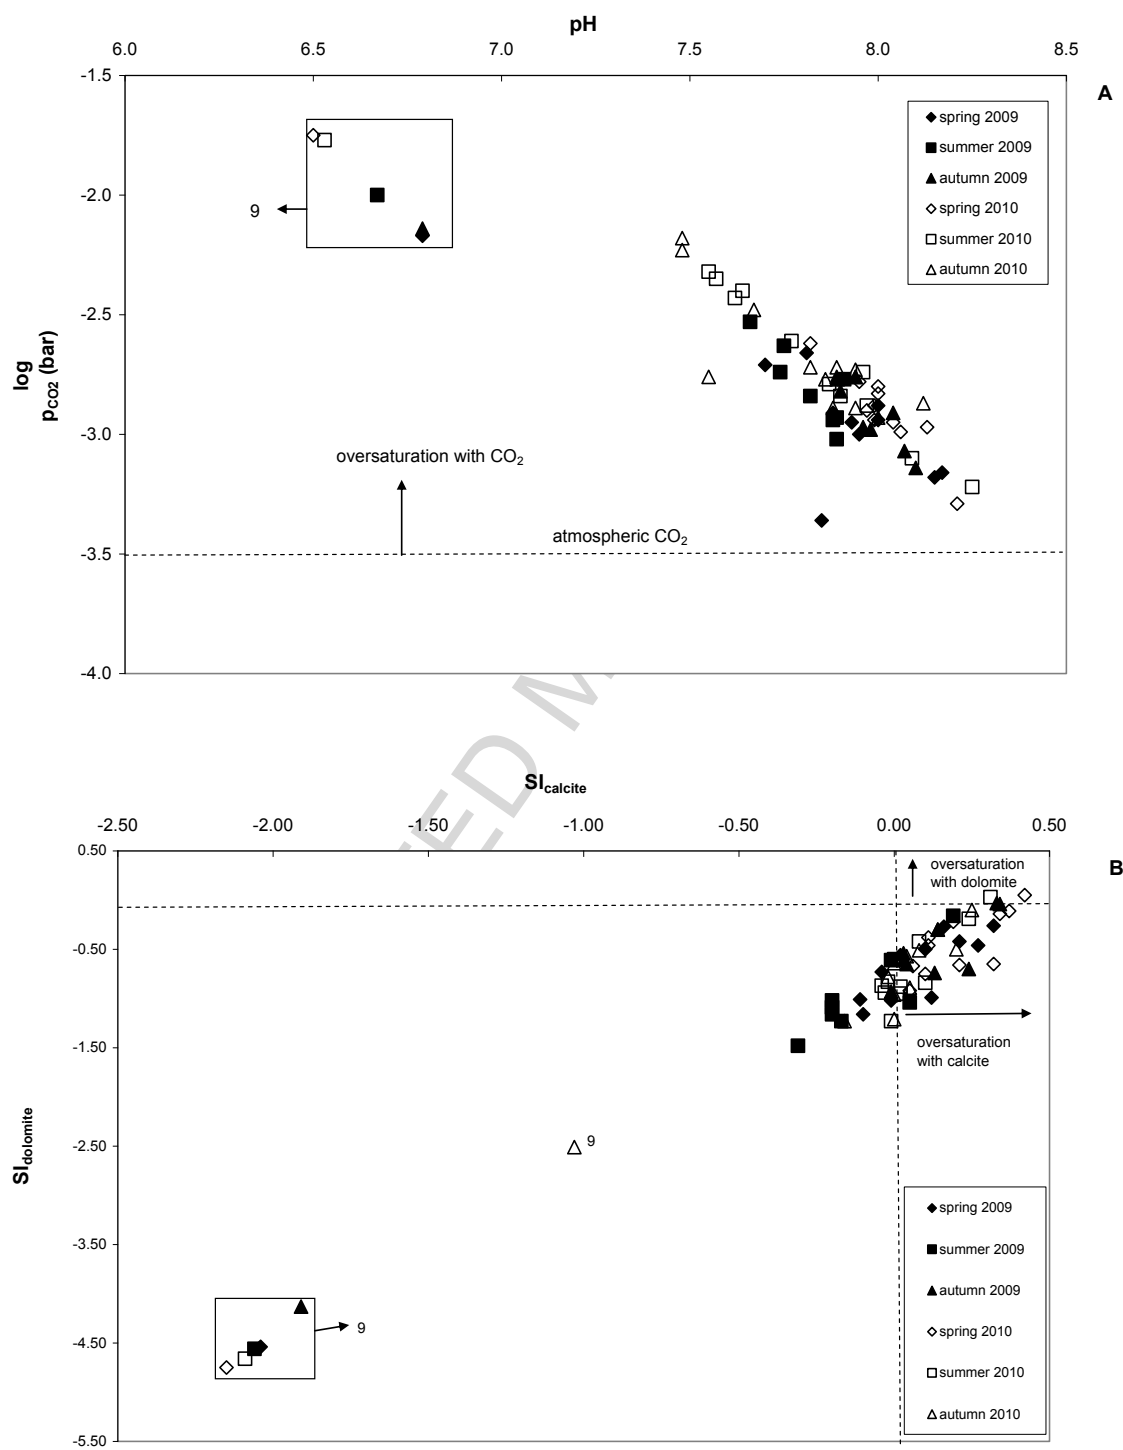 pH
6.0 6.5 7.0 7.5 8.0 8.5
A
-1.5
-2.0
-2.5
-3.0
-3.5
-4.0
log
pCO2 (bar)
9
spring 2009
summer 2009
autumn 2009
spring 2010
summer 2010
autumn 2010
oversaturation with CO2
atmospheric CO2
SIcalcite
-2.50 -2.00 -1.50 -1.00 -0.50 0.00 0.50
B
0.50
-0.50
-1.50
-2.50
-3.50
-4.50
-5.50
SIdolomite
oversaturation
with dolomite
oversaturation
with calcite
9
9
spring 2009
summer 2009
autumn 2009
spring 2010
summer 2010
autumn 2010